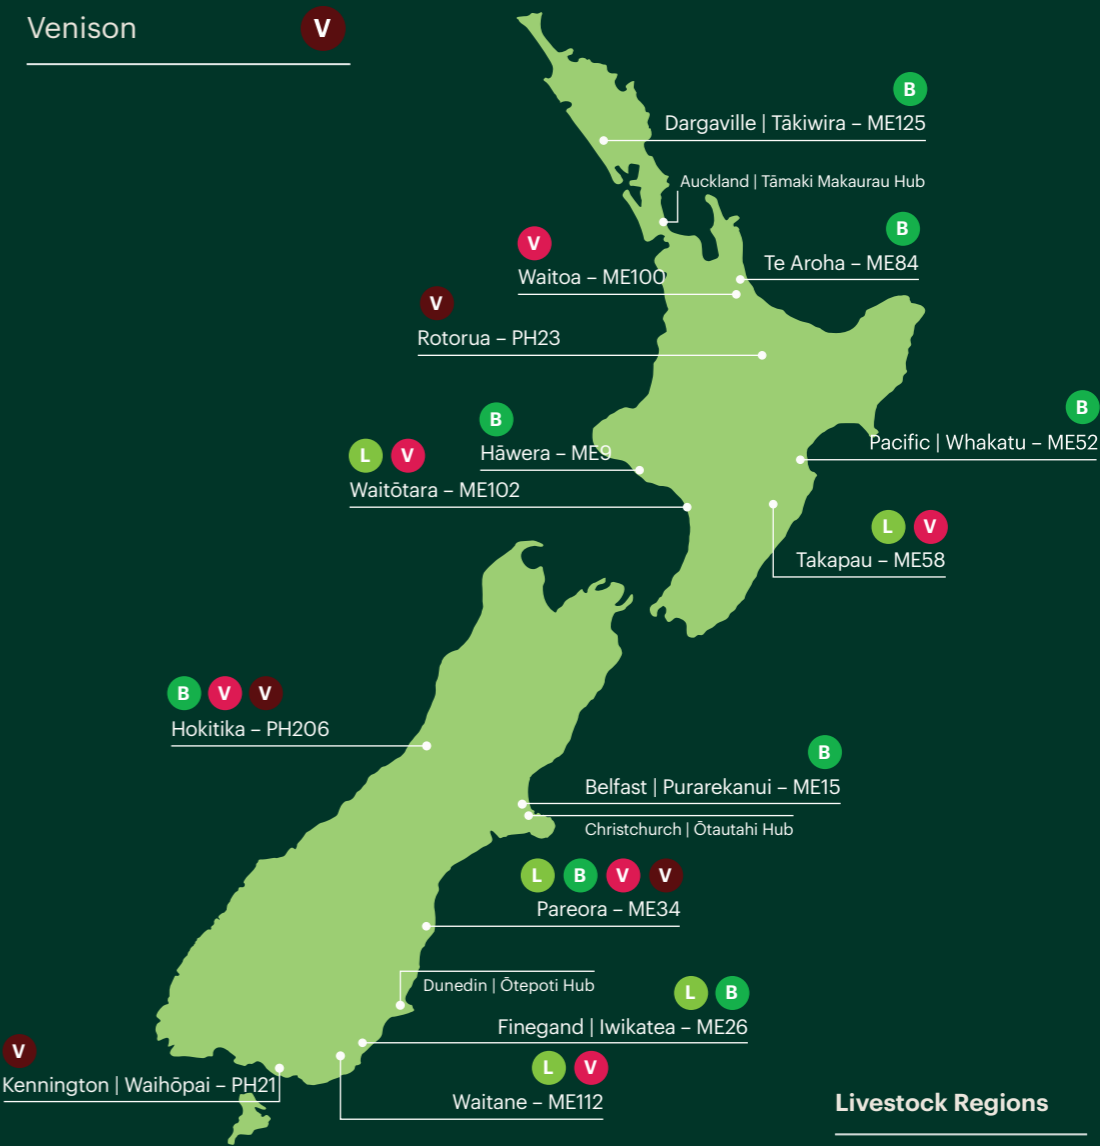 Venison V
B
Dargaville | Tākiwira – ME125
Auckland | Tāmaki Makaurau Hub
B
Te Aroha – ME84
V
Waitoa – ME100
V
Rotorua – PH23
B
Pacific | Whakatu – ME52
B
Hāwera – ME9
L V
Waitōtara – ME102
L V
Takapau – ME58
B V V
Hokitika – PH206
B
Belfast | Purarekanui – ME15
Christchurch | Ōtautahi Hub
L B V V
Pareora – ME34
Dunedin | Ōtepoti Hub
L B
Finegand | Iwikatea – ME26
V
Kennington | Waihōpai – PH21
L V
Waitane – ME112
Livestock Regions